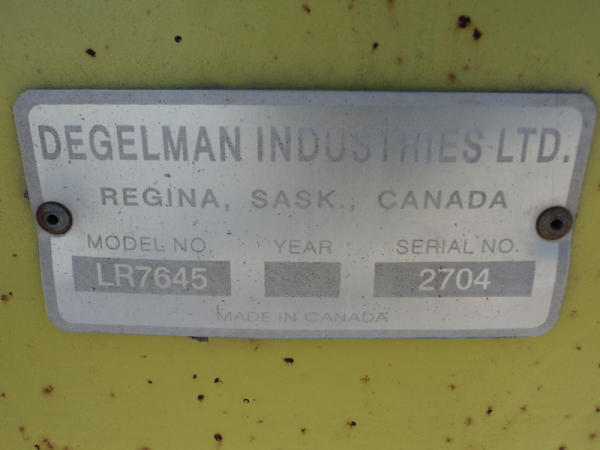 DEGELMAN INDUSTRIES LTD.
REGINA, SASK., CANADA
MODEL NO. YEAR SERIAL NO.
LR7645 2704
MADE IN CANADA